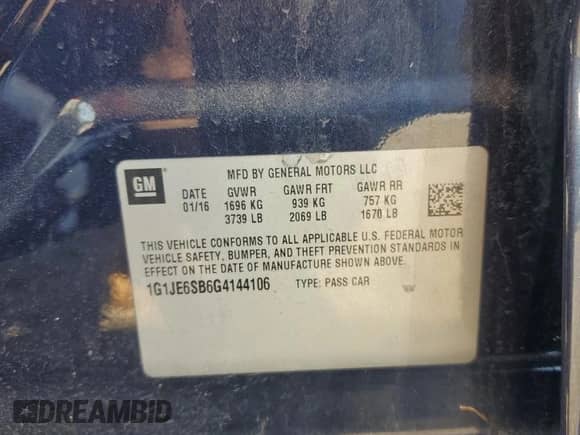 GM
MFD BY GENERAL MOTORS LLC
DATE GVWR GAWR FRT GAWR RR
01/16 1696 KG 939 KG 757 KG
3739 LB 2069 LB 1670 LB
THIS VEHICLE CONFORMS TO ALL APPLICABLE U.S. FEDERAL MOTOR
VEHICLE SAFETY, BUMPER, AND THEFT PREVENTION STANDARDS IN
EFFECT ON THE DATE OF MANUFACTURE SHOWN ABOVE.
1G1JE6SB6G4144106 TYPE: PASS CAR
DREAMBID